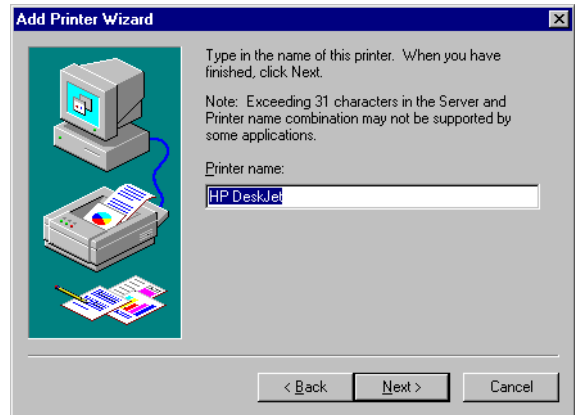 Add Printer Wizard
Type in the name of this printer. When you have
finished, click Next.
Note: Exceeding 31 characters in the Server and
Printer name combination may not be supported by
some applications.
Printer name:
HP DeskJet
< Back Next > Cancel